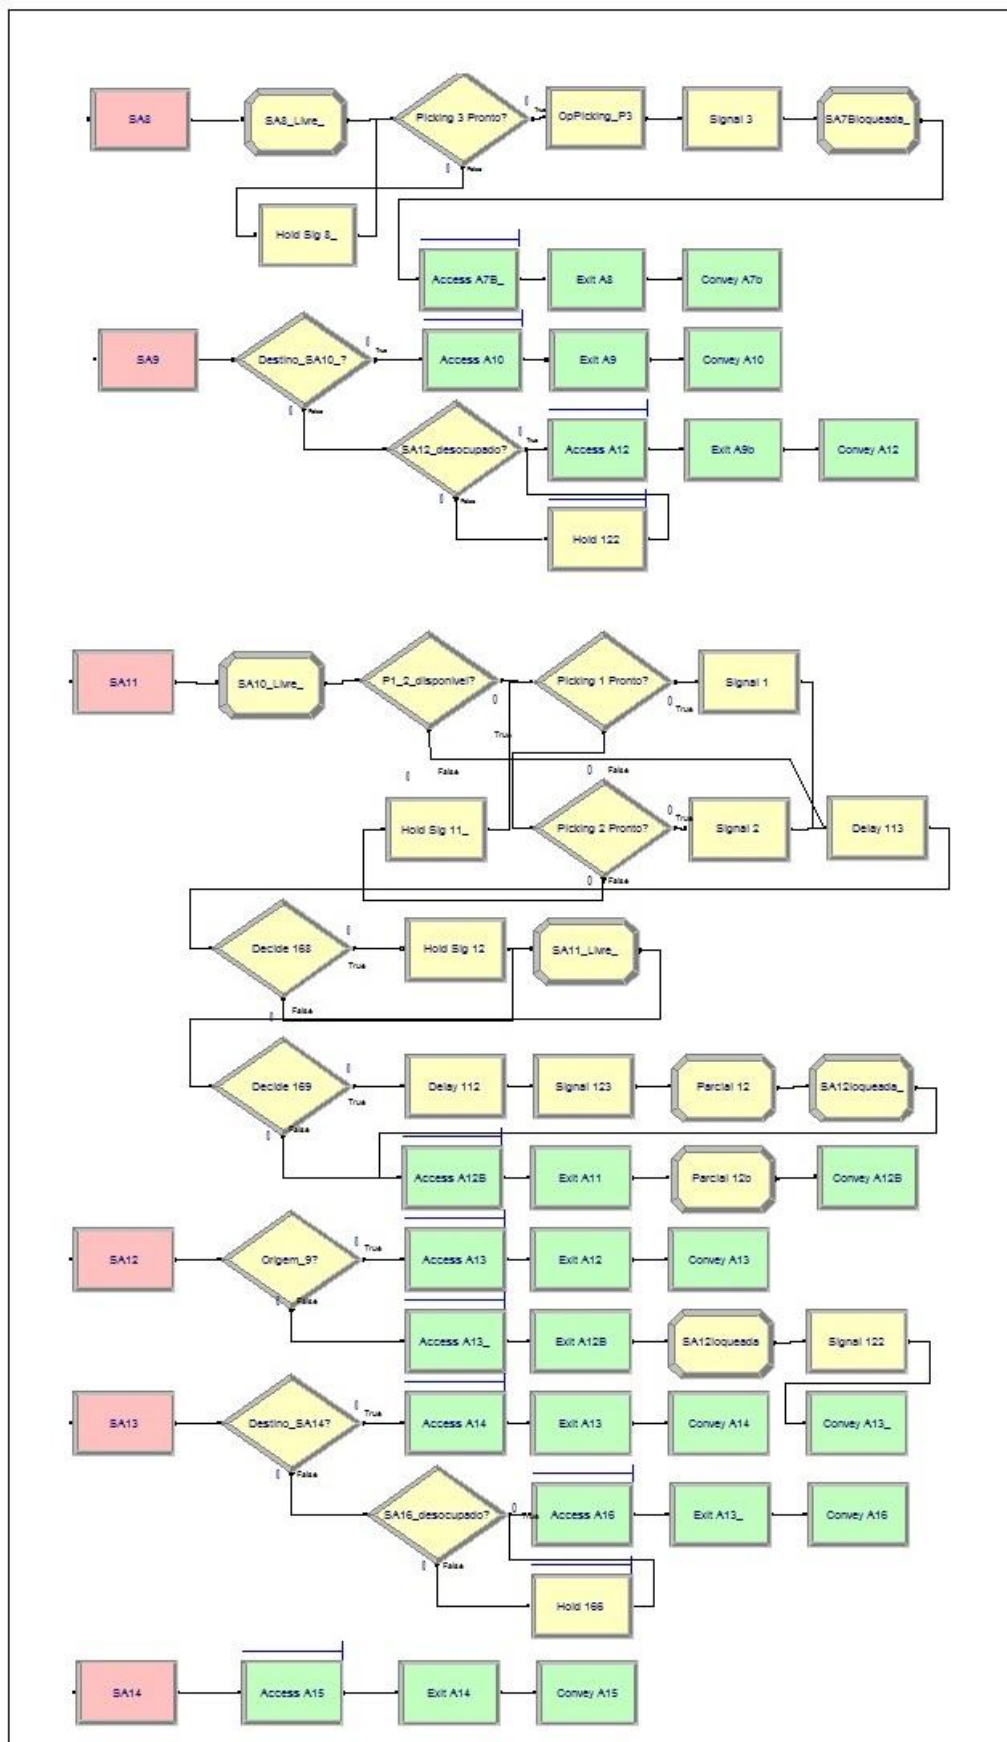 SA8
SA8_Livre_
Picking 3 Pronto?
True
OpPicking_P3
Signal 3
SA7Bloqueada_
False
Hold Sig 8_
Access A7B_
Exit A8
Convey A7b
SA9
Destino_SA10_?
True
Access A10
Exit A9
Convey A10
False
SA12_desocupado?
True
Access A12
Exit A9b
Convey A12
False
Hold 122
SA11
SA10_Livre_
P1_2_disponivel?
True
Picking 1 Pronto?
True
Signal 1
False
False
Hold Sig 11_
Picking 2 Pronto?
True
Signal 2
Delay 113
False
Decide 168
True
Hold Sig 12
SA11_Livre_
False
Decide 169
True
Delay 112
Signal 123
Parcial 12
SA12loqueada_
False
Access A12B
Exit A11
Parcial 12b
Convey A12B
SA12
Origem_9?
True
Access A13
Exit A12
Convey A13
False
Access A13_
Exit A12B
SA12loqueada
Signal 122
SA13
Destino_SA14?
True
Access A14
Exit A13
Convey A14
Convey A13_
False
SA16_desocupado?
True
Access A16
Exit A13_
Convey A16
False
Hold 166
SA14
Access A15
Exit A14
Convey A15